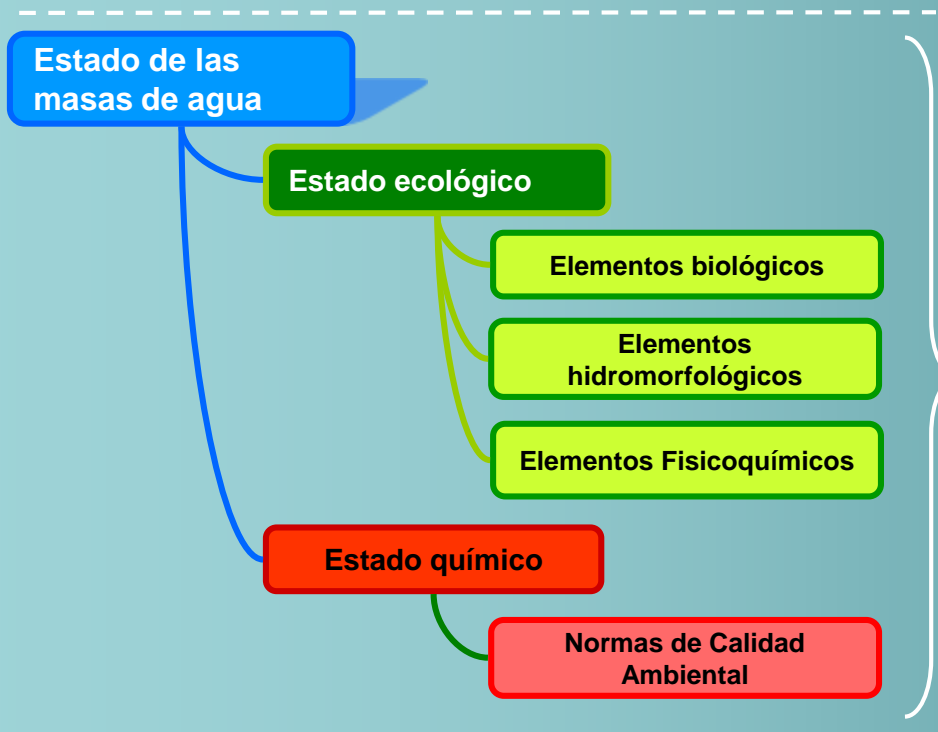 Estado de las
masas de agua
Estado ecológico
Elementos biológicos
Elementos
hidromorfológicos
Elementos Fisicoquímicos
Estado químico
Normas de Calidad
Ambiental